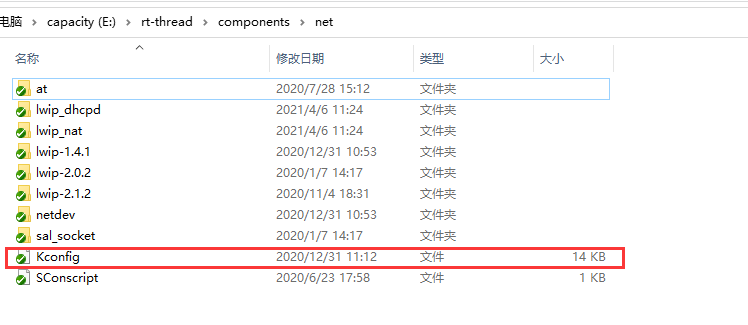 电脑 › capacity (E:) › rt-thread › components › net
名称 修改日期 类型 大小
at 2020/7/28 15:12 文件夹
lwip_dhcpd 2021/4/6 11:24 文件夹
lwip_nat 2021/4/6 11:24 文件夹
lwip-1.4.1 2020/12/31 10:53 文件夹
lwip-2.0.2 2020/1/7 14:17 文件夹
lwip-2.1.2 2020/11/4 18:31 文件夹
netdev 2020/12/31 10:53 文件夹
sal_socket 2020/1/7 14:17 文件夹
Kconfig 2020/12/31 11:12 文件 14 KB
SConscript 2020/6/23 17:58 文件 1 KB